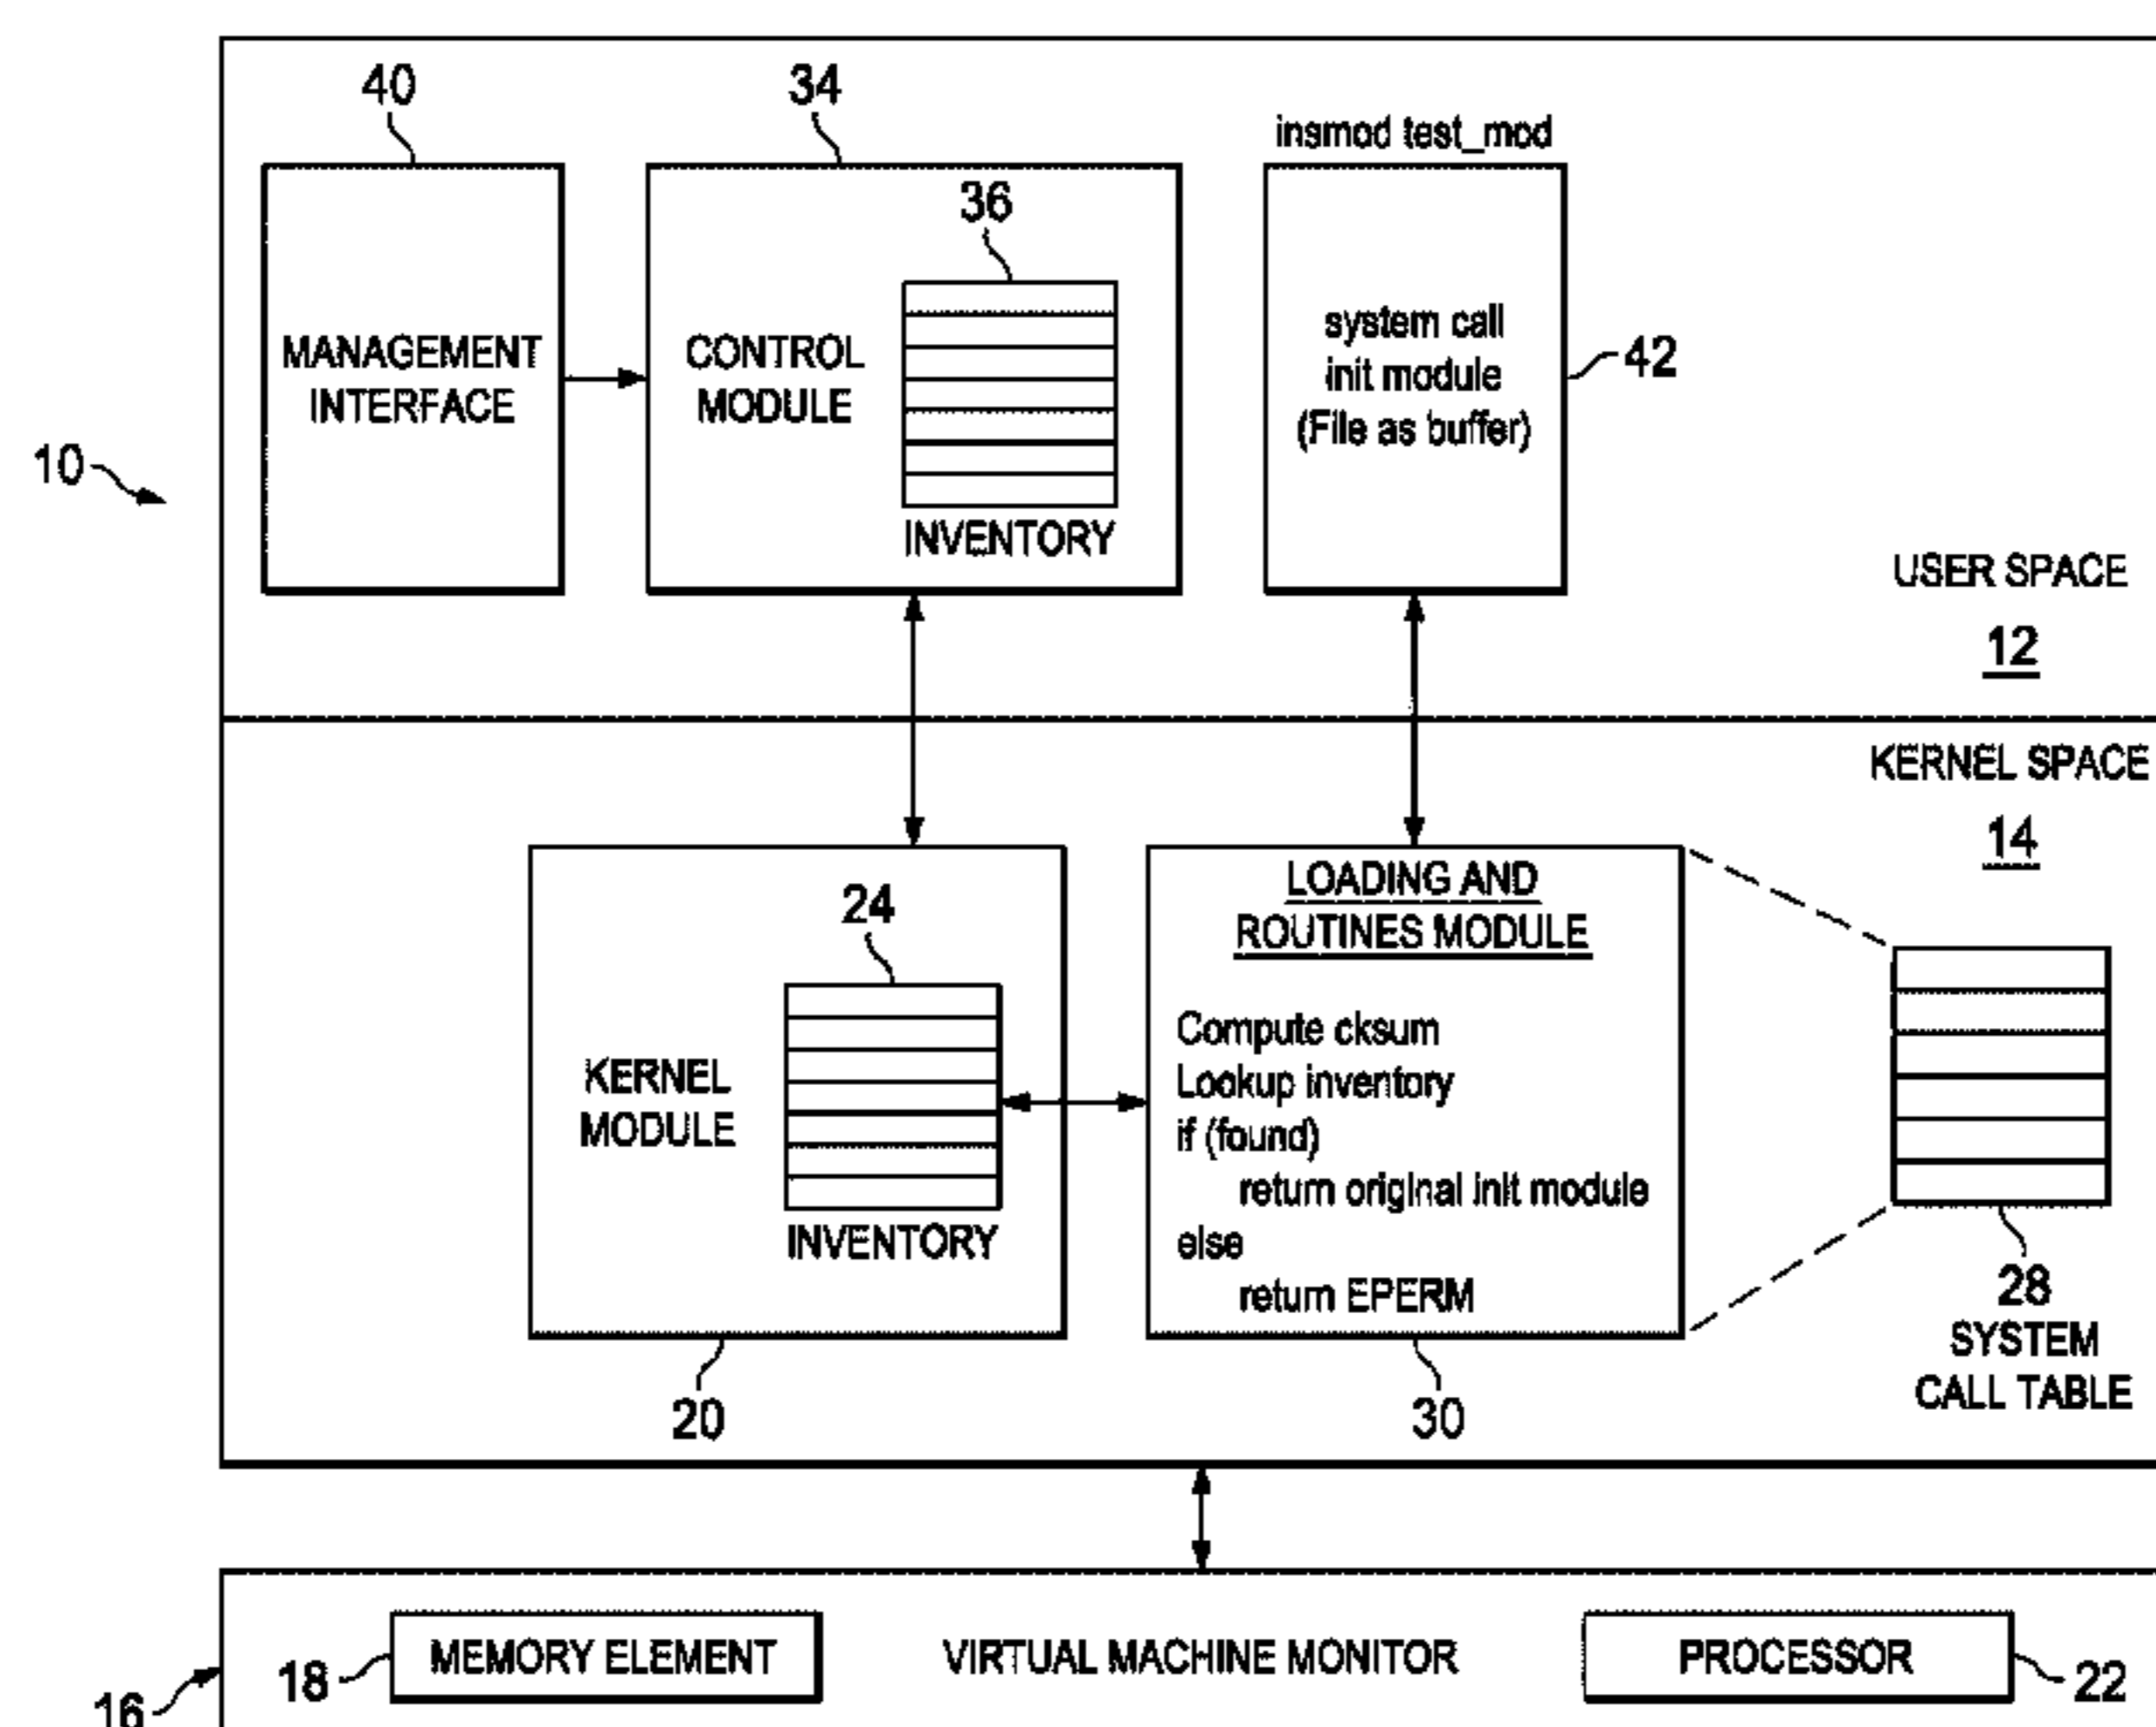 40
34
insmod test_mod
36
MANAGEMENT
INTERFACE
CONTROL
MODULE
system call
init module
(File as buffer)
42
10
INVENTORY
USER SPACE
12
KERNEL SPACE
14
24
LOADING AND
ROUTINES MODULE
KERNEL
MODULE
Compute cksum
Lookup inventory
if (found)
return original init module
else
return EPERM
INVENTORY
28
SYSTEM
CALL TABLE
20
30
18
MEMORY ELEMENT
VIRTUAL MACHINE MONITOR
PROCESSOR
22
16